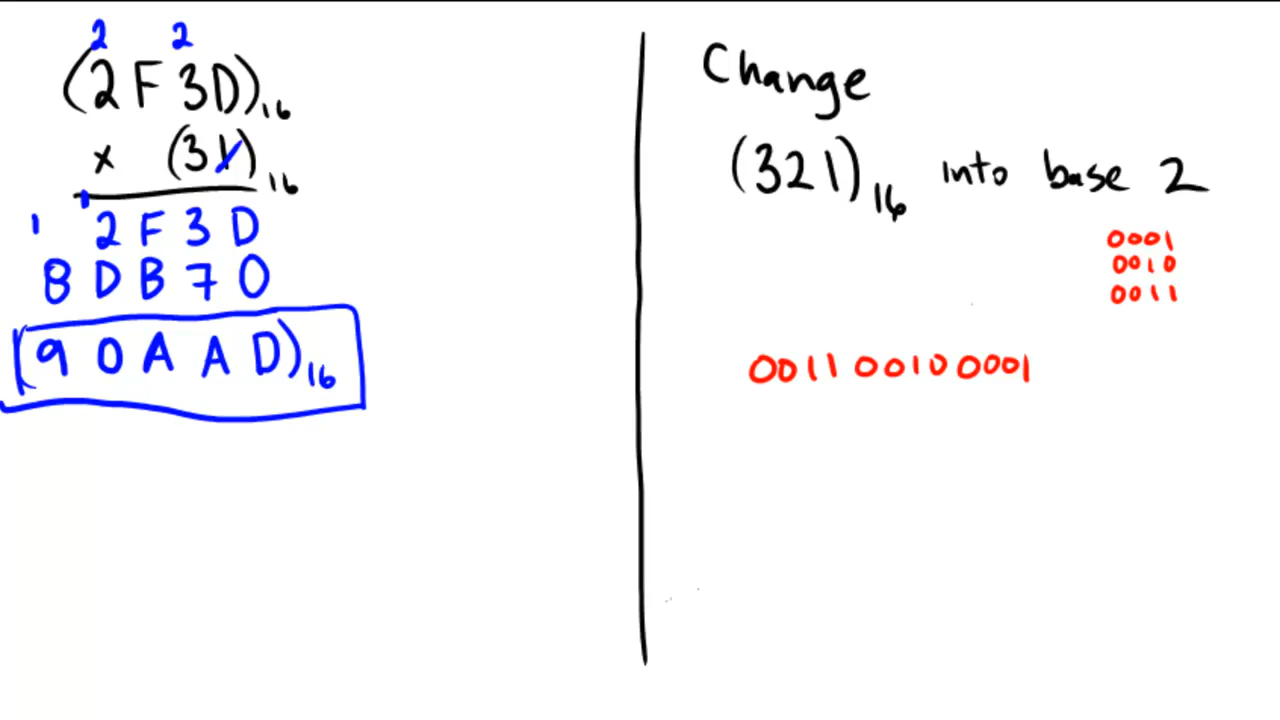 2 2
(2F3D)16
x (31)16
1 1
2F3D
8DB70
(90AAD)16
Change
(321)16 into base 2
0001
0010
0011
001100100001